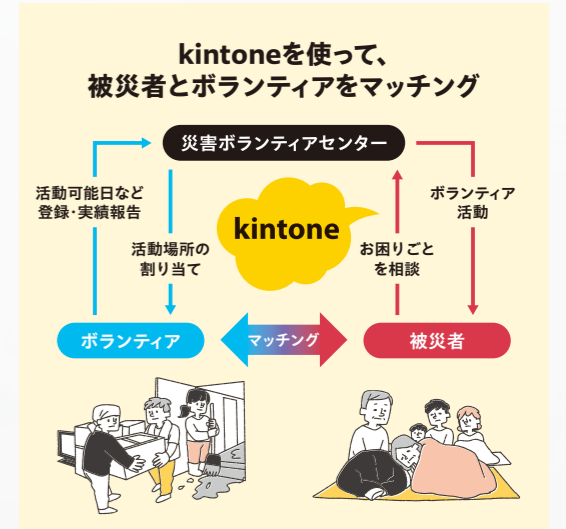 kintoneを使って、
被災者とボランティアをマッチング
災害ボランティアセンター
活動可能日など
登録・実績報告
活動場所の
割り当て
kintone
お困りごと
を相談
ボランティア
活動
ボランティア
マッチング
被災者